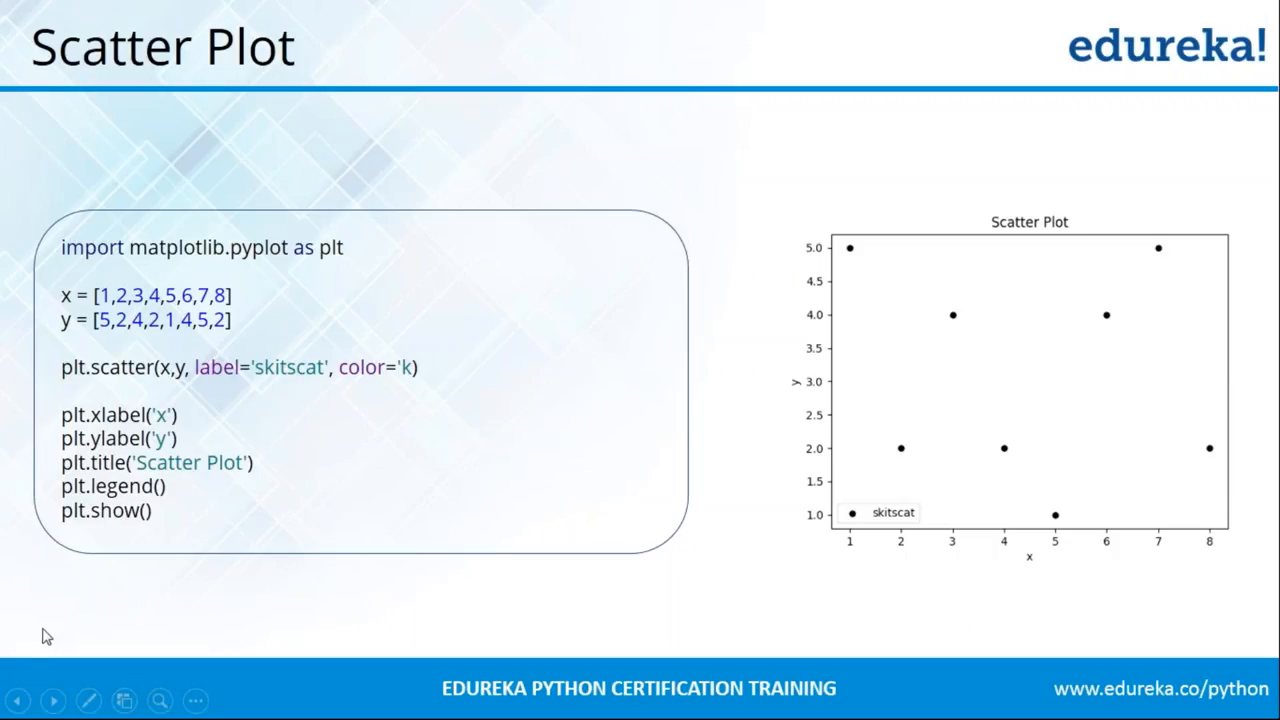 Scatter Plot
edureka!
import matplotlib.pyplot as plt
x = [1,2,3,4,5,6,7,8]
y = [5,2,4,2,1,4,5,2]
plt.scatter(x,y, label='skitscat', color='k)
plt.xlabel('x')
plt.ylabel('y')
plt.title('Scatter Plot')
plt.legend()
plt.show()
Scatter Plot
5.0
4.5
4.0
3.5
3.0
2.5
2.0
1.5
1.0
y
skitscat
1 2 3 4 5 6 7 8
x
EDUREKA PYTHON CERTIFICATION TRAINING
www.edureka.co/python